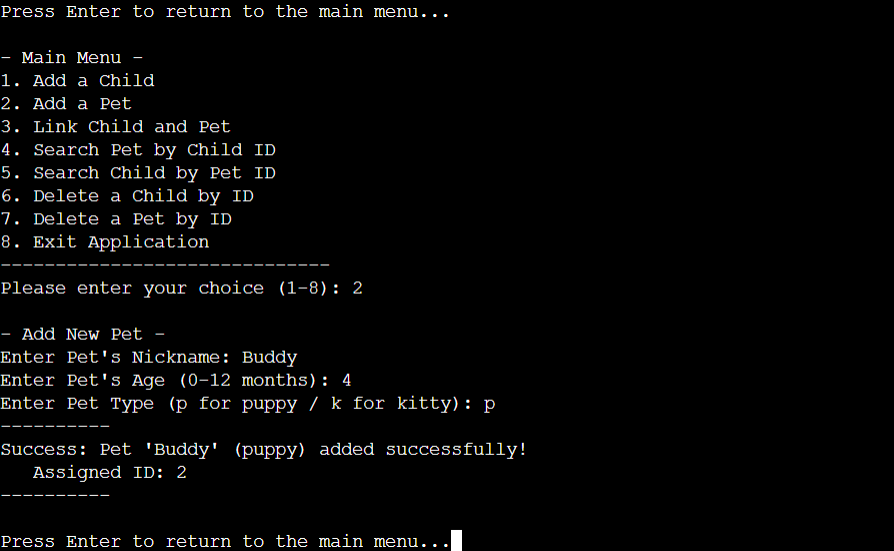 Press Enter to return to the main menu...
- Main Menu -
1. Add a Child
2. Add a Pet
3. Link Child and Pet
4. Search Pet by Child ID
5. Search Child by Pet ID
6. Delete a Child by ID
7. Delete a Pet by ID
8. Exit Application
------------------------------
Please enter your choice (1-8): 2
- Add New Pet -
Enter Pet's Nickname: Buddy
Enter Pet's Age (0-12 months): 4
Enter Pet Type (p for puppy / k for kitty): p
----------
Success: Pet 'Buddy' (puppy) added successfully!
   Assigned ID: 2
----------
Press Enter to return to the main menu...